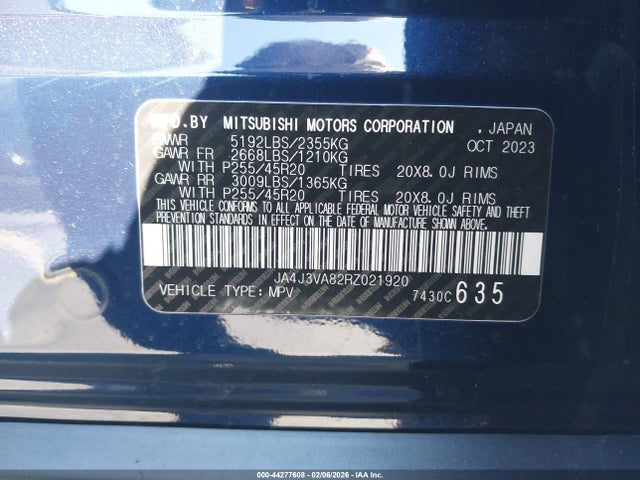 MFD.BY MITSUBISHI MOTORS CORPORATION , JAPAN
GVWR 5192LBS/2355KG OCT 2023
GAWR FR 2668LBS/1210KG
WITH P255/45R20 TIRES 20X8.0J RIMS
GAWR RR 3009LBS/1365KG
WITH P255/45R20 TIRES 20X8.0J RIMS
THIS VEHICLE CONFORMS TO ALL APPLICABLE FEDERAL MOTOR VEHICLE SAFETY AND THEFT
PREVENTION STANDARDS IN EFFECT ON THE DATE OF MANUFACTURE SHOWN ABOVE.
JA4J3VA82RZ021920
VEHICLE TYPE: MPV 7430C 635
000-44277608 - 02/06/2026 - IAAI.COM